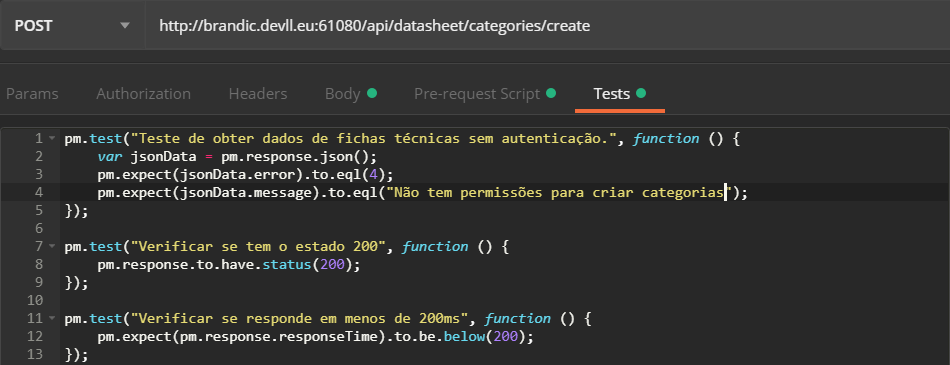 POST http://brandic.devll.eu:61080/api/datasheet/categories/create
Params Authorization Headers Body Pre-request Script Tests
1 pm.test("Teste de obter dados de fichas técnicas sem autenticação.", function () {
2 var jsonData = pm.response.json();
3 pm.expect(jsonData.error).to.eql(4);
4 pm.expect(jsonData.message).to.eql("Não tem permissões para criar categorias");
5 });
6
7 pm.test("Verificar se tem o estado 200", function () {
8 pm.response.to.have.status(200);
9 });
10
11 pm.test("Verificar se responde em menos de 200ms", function () {
12 pm.expect(pm.response.responseTime).to.be.below(200);
13 });